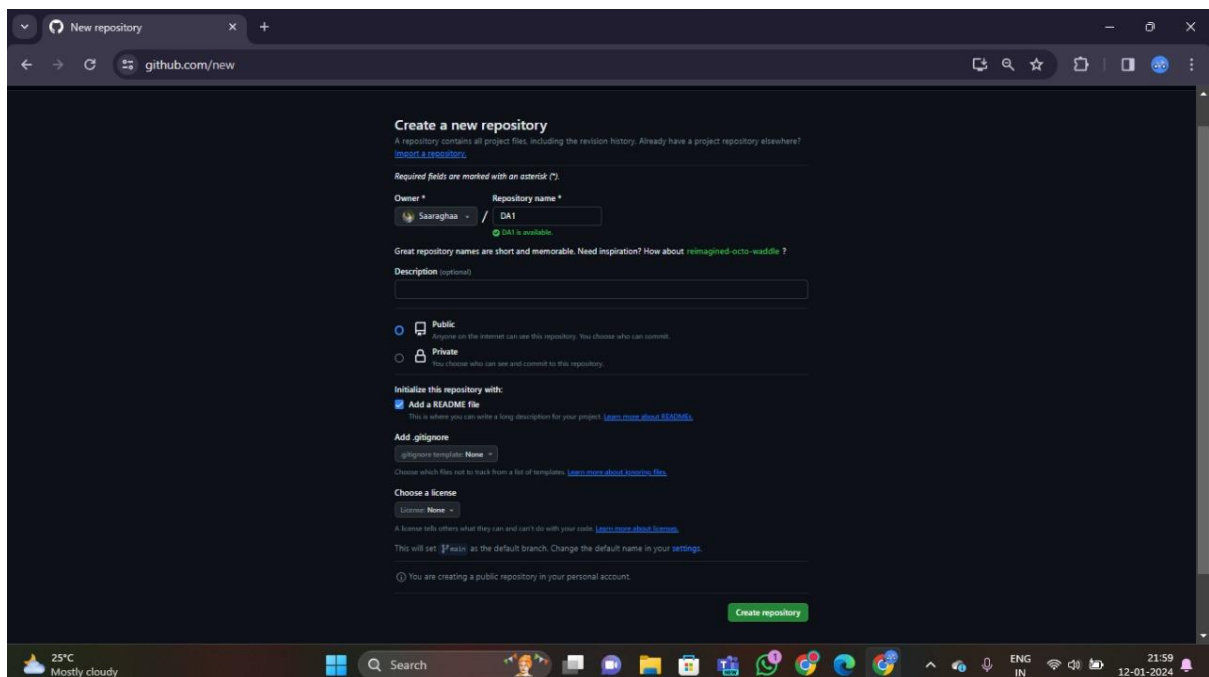 New repository
github.com/new
Create a new repository
A repository contains all project files, including the revision history. Already have a project repository elsewhere?
Import a repository.
Required fields are marked with an asterisk (*).
Owner * Repository name *
Saaraghaa / DA1
DA1 is available.
Great repository names are short and memorable. Need inspiration? How about reimagined-octo-waddle ?
Description (optional)
Public
Anyone on the internet can see this repository. You choose who can commit.
Private
You choose who can see and commit to this repository.
Initialize this repository with:
Add a README file
This is where you can write a long description for your project. Learn more about READMEs.
Add .gitignore
.gitignore template: None
Choose which files not to track from a list of templates. Learn more about ignoring files.
Choose a license
License: None
A license tells others what they can and can't do with your code. Learn more about licenses.
This will set main as the default branch. Change the default name in your settings.
You are creating a public repository in your personal account.
Create repository
25°C
Mostly cloudy
Search
ENG
IN
21:59
12-01-2024